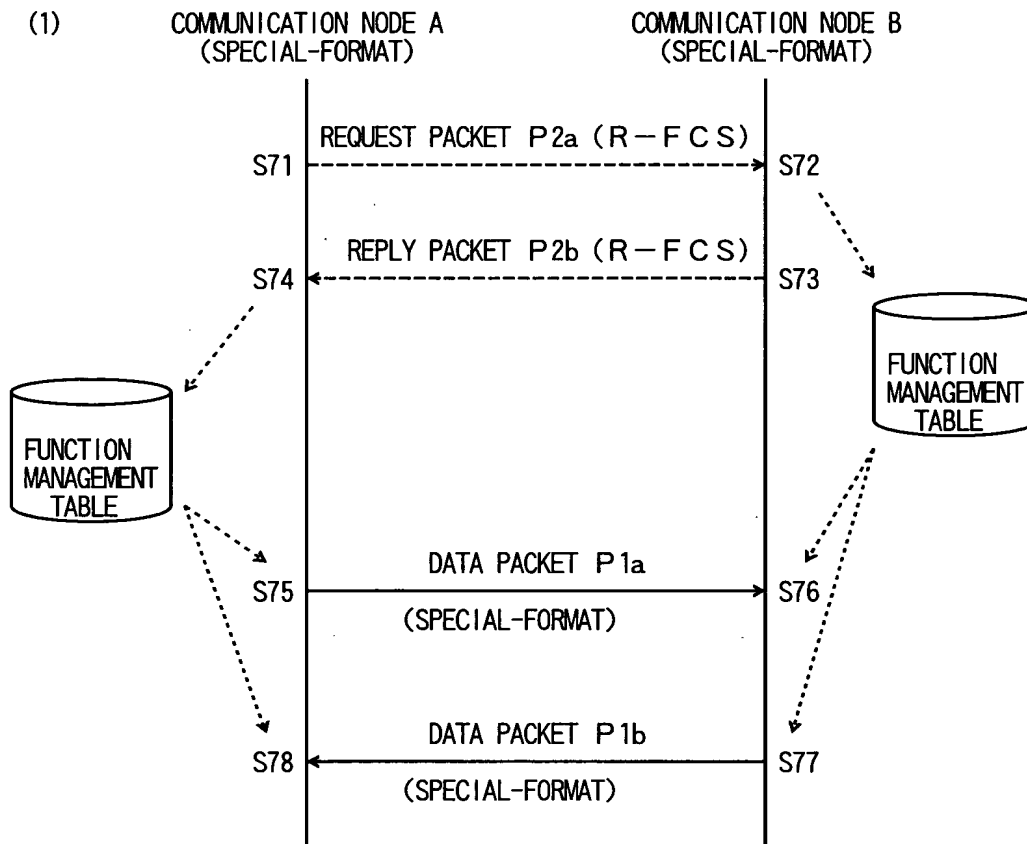 (1)
COMMUNICATION NODE A
(SPECIAL-FORMAT)
COMMUNICATION NODE B
(SPECIAL-FORMAT)
REQUEST PACKET P2a (R-FCS)
S71
S72
REPLY PACKET P2b (R-FCS)
S74
S73
FUNCTION
MANAGEMENT
TABLE
FUNCTION
MANAGEMENT
TABLE
DATA PACKET P1a
S75
S76
(SPECIAL-FORMAT)
DATA PACKET P1b
S78
S77
(SPECIAL-FORMAT)